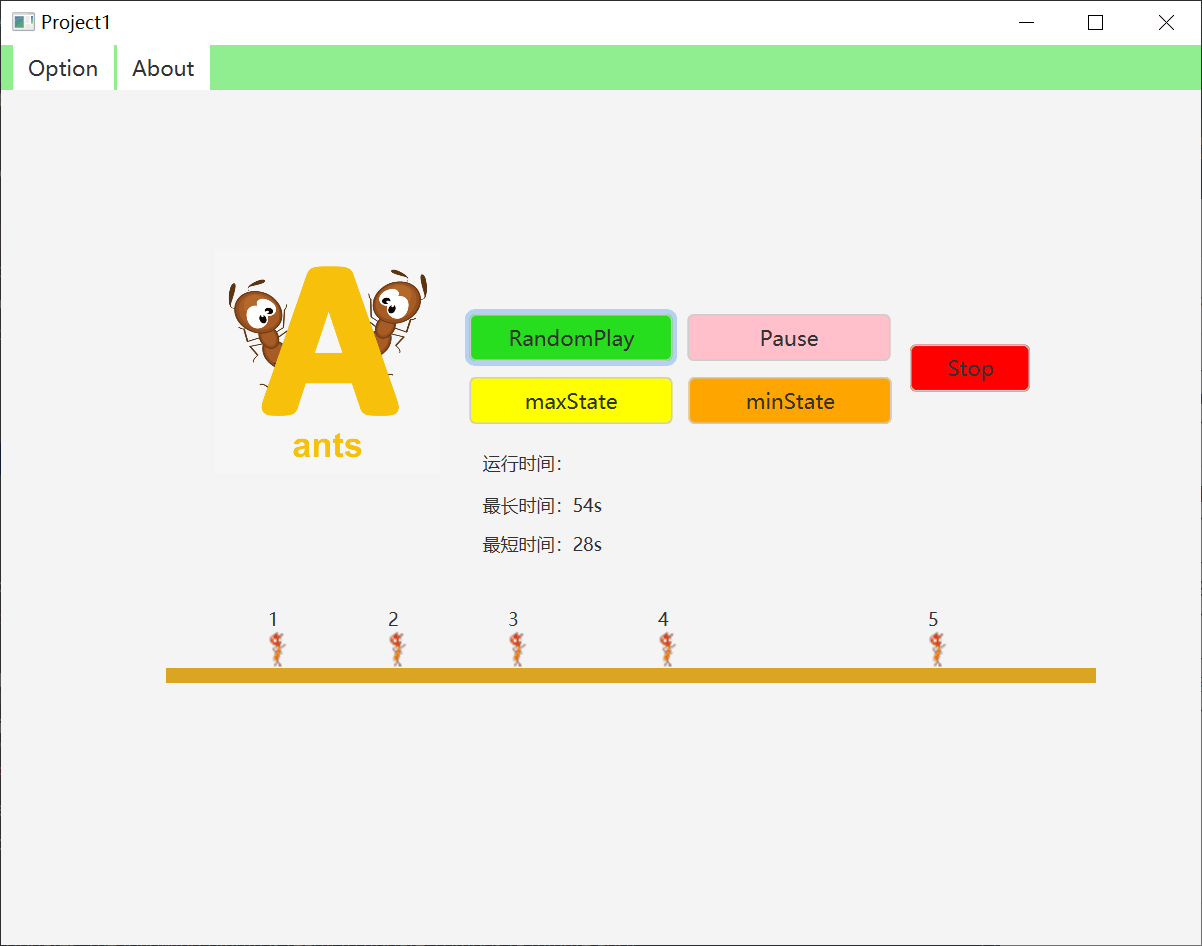 Project1
Option About
A
ants
RandomPlay Pause
Stop
maxState minState
运行时间：
最长时间：54s
最短时间：28s
1 2 3 4 5